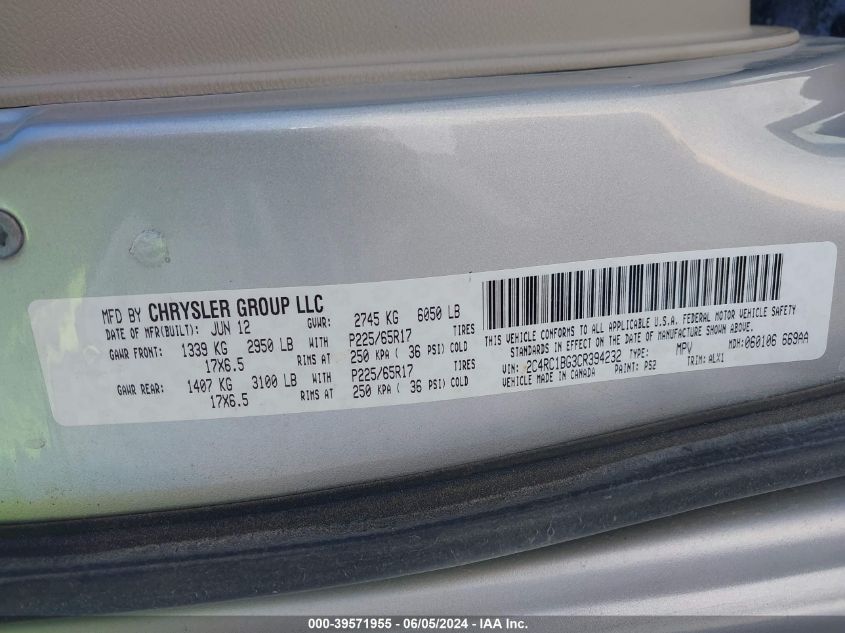 MFD BY CHRYSLER GROUP LLC
DATE OF MFR(BUILT): JUN 12 GVWR: 2745 KG 6050 LB
GAWR FRONT: 1339 KG 2950 LB WITH P225/65R17 TIRES
17X6.5 RIMS AT 250 KPA ( 36 PSI) COLD
GAWR REAR: 1407 KG 3100 LB WITH P225/65R17 TIRES
17X6.5 RIMS AT 250 KPA ( 36 PSI) COLD
THIS VEHICLE CONFORMS TO ALL APPLICABLE U.S.A. FEDERAL MOTOR VEHICLE SAFETY
STANDARDS IN EFFECT ON THE DATE OF MANUFACTURE SHOWN ABOVE.
VIN: 2C4RC1BG3CR394232 TYPE: MPV MDH: 060106 669AA
VEHICLE MADE IN CANADA PAINT: PS2 TRIM: ALX1
000-39571955 - 06/05/2024 - IAA Inc.